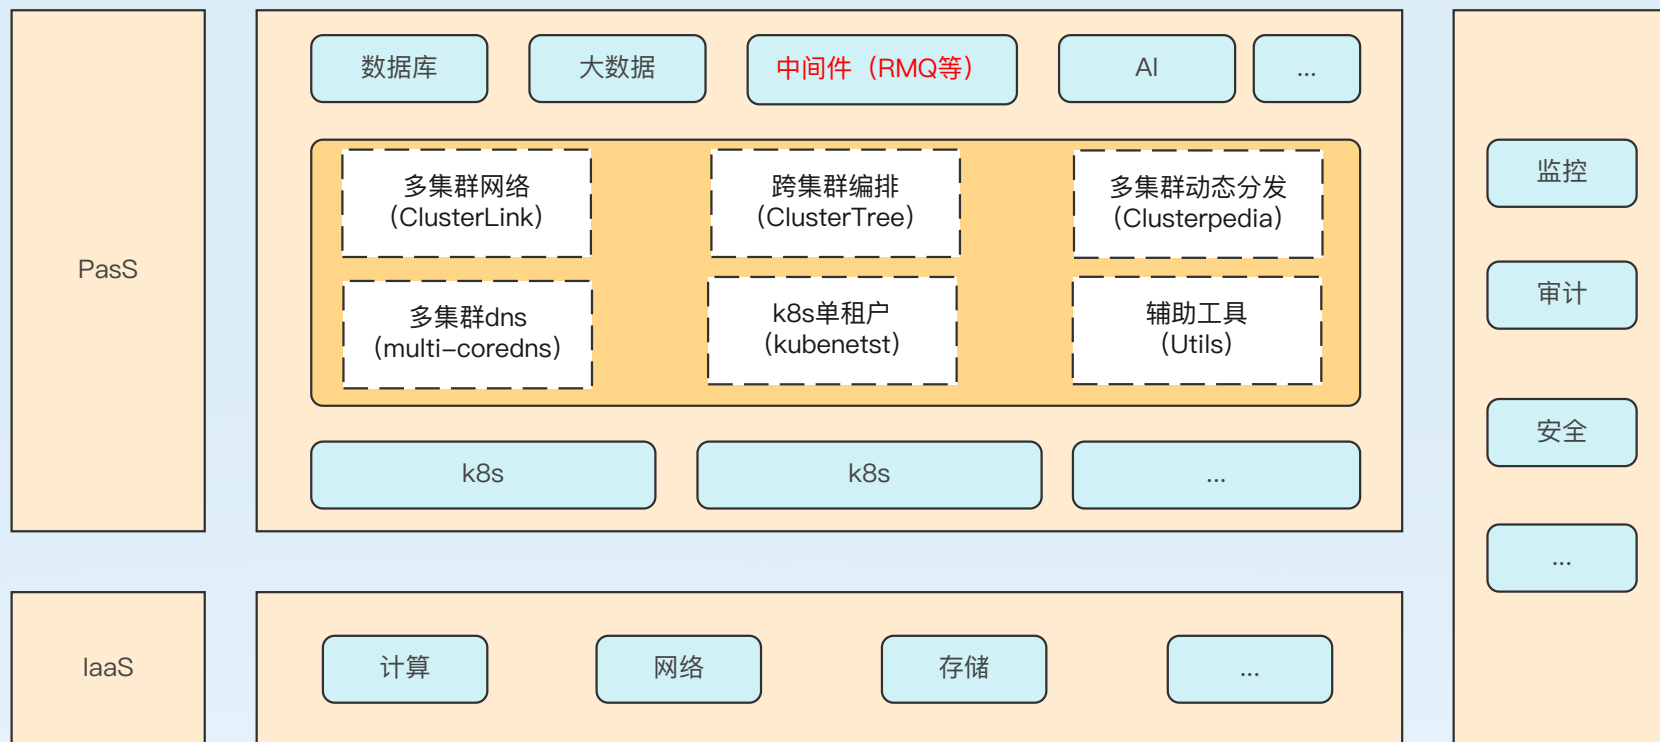 数据库
大数据
中间件（RMQ等）
AI
...
多集群网络
（ClusterLink）
跨集群编排
（ClusterTree）
多集群动态分发
（Clusterpedia）
PasS
多集群dns
（multi-coredns）
k8s单租户
（kubenetst）
辅助工具
（Utils）
k8s
k8s
...
监控
审计
安全
...
IaaS
计算
网络
存储
...